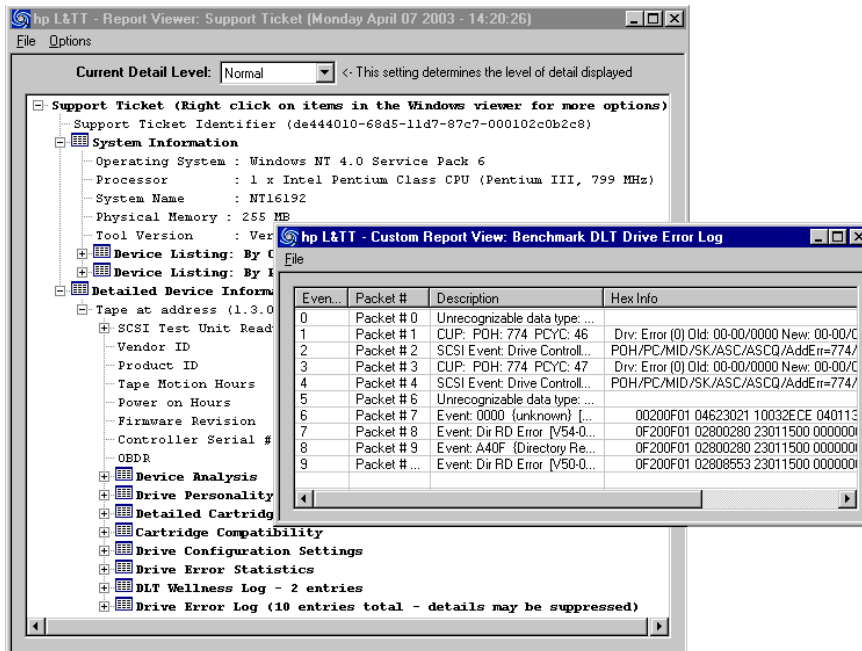 hp L&TT - Report Viewer: Support Ticket (Monday April 07 2003 - 14:20:26)
File Options
Current Detail Level: Normal <- This setting determines the level of detail displayed
Support Ticket (Right click on items in the Windows viewer for more options)
Support Ticket Identifier (de444010-68d5-11d7-87c7-000102c0b2c8)
System Information
Operating System : Windows NT 4.0 Service Pack 6
Processor : 1 x Intel Pentium Class CPU (Pentium III, 799 MHz)
System Name : NT16192
Physical Memory : 255 MB
Tool Version : Ver
Device Listing: By
Device Listing: By
Detailed Device Inform
Tape at address (1.3.0
SCSI Test Unit Read
Vendor ID
Product ID
Tape Motion Hours
Power on Hours
Firmware Revision
Controller Serial #
OBDR
Device Analysis
Drive Personality
Detailed Cartridg
Cartridge Compatibility
Drive Configuration Settings
Drive Error Statistics
DLT Wellness Log - 2 entries
Drive Error Log (10 entries total - details may be suppressed)
hp L&TT - Custom Report View: Benchmark DLT Drive Error Log
File
Even... Packet # Description Hex Info
0 Packet # 0 Unrecognizable data type: ...
1 Packet # 1 CUP: POH: 774 PCYC: 46 Drv: Error (0) Old: 00-00/0000 New: 00-00/0
2 Packet # 2 SCSI Event: Drive Controll... POH/PC/MID/SK/ASC/ASCQ/AddErr=774/
3 Packet # 3 CUP: POH: 774 PCYC: 47 Drv: Error (0) Old: 00-00/0000 New: 00-00/0
4 Packet # 4 SCSI Event: Drive Controll... POH/PC/MID/SK/ASC/ASCQ/AddErr=774/
5 Packet # 6 Unrecognizable data type: ...
6 Packet # 7 Event: 0000 {unknown} [... 00200F01 04623021 10032ECE 040113
7 Packet # 8 Event: Dir RD Error [V54-0... 0F200F01 02800280 23011500 000000
8 Packet # 9 Event: A40F {Directory Re... 0F200F01 02800280 23011500 000000
9 Packet # ... Event: Dir RD Error [V50-0... 0F200F01 02808553 23011500 000000